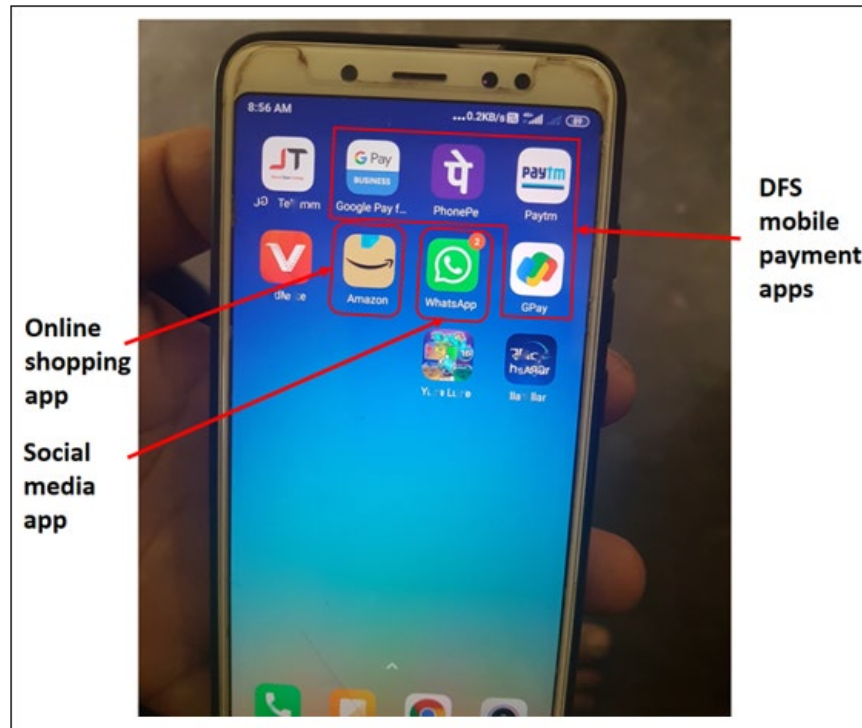 8:56 AM
...0.2KB/s 89
G Pay
BUSINESS
पे
paytm
Google Pay f...
PhonePe
Paytm
2
Amazon
WhatsApp
GPay
DFS
mobile
payment
apps
Online
shopping
app
Social
media
app